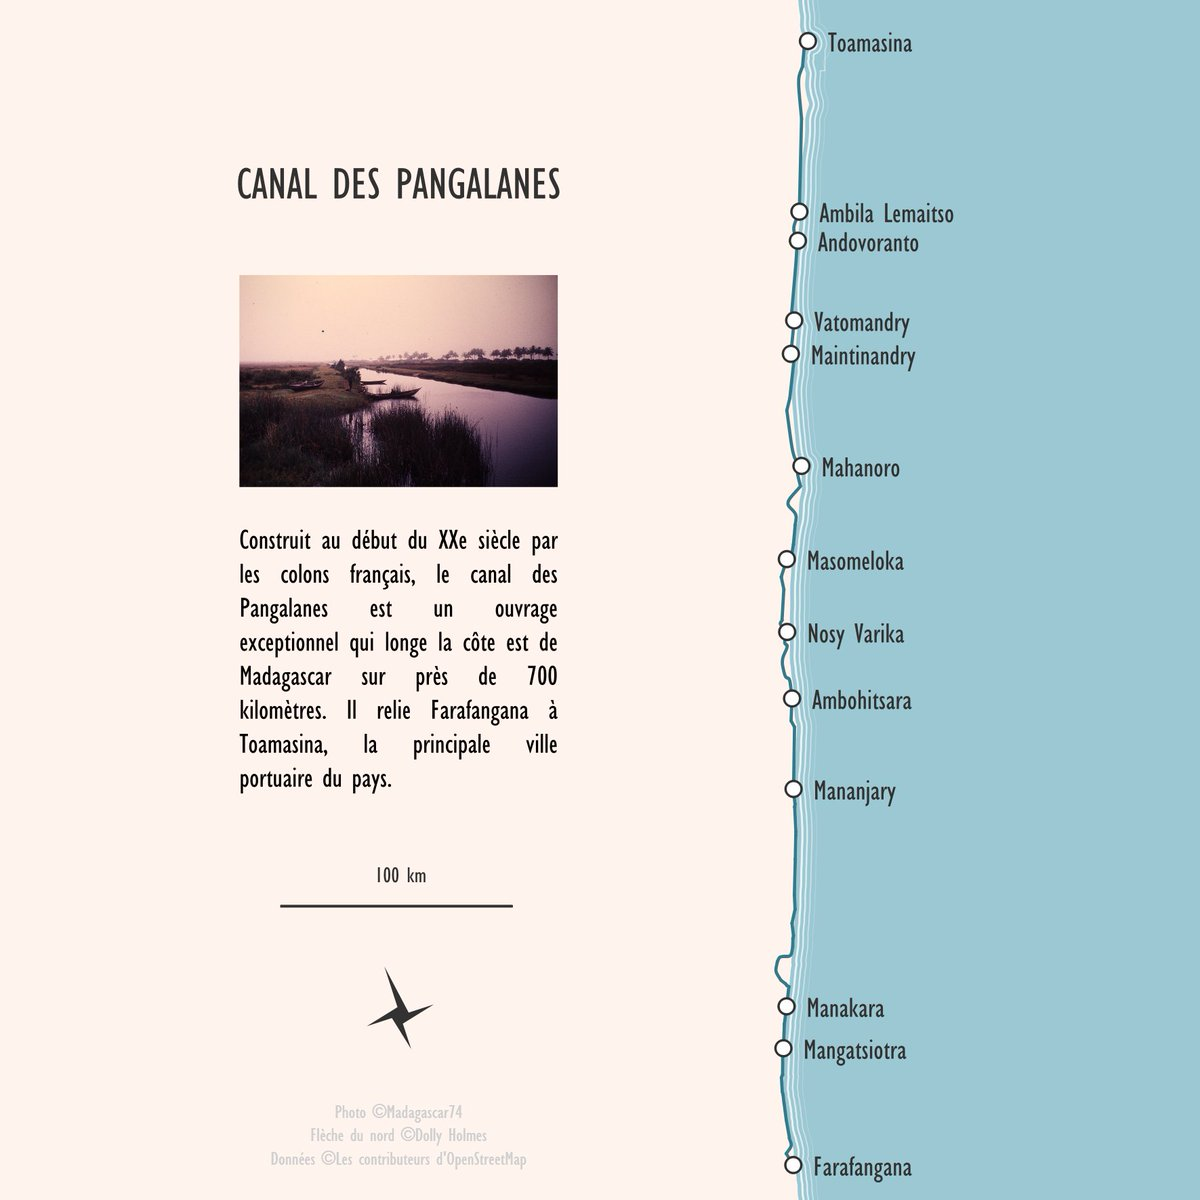 CANAL DES PANGALANES
Construit au début du XXe siècle par
les colons français, le canal des
Pangalanes est un ouvrage
exceptionnel qui longe la côte est de
Madagascar sur près de 700
kilomètres. Il relie Farafangana à
Toamasina, la principale ville
portuaire du pays.
100 km
Photo ©Madagascar74
Flèche du nord ©Dolly Holmes
Données ©Les contributeurs d'OpenStreetMap
Toamasina
Ambila Lemaitso
Andovoranto
Vatomandry
Maintinandry
Mahanoro
Masomeloka
Nosy Varika
Ambohitsara
Mananjary
Manakara
Mangatsiotra
Farafangana